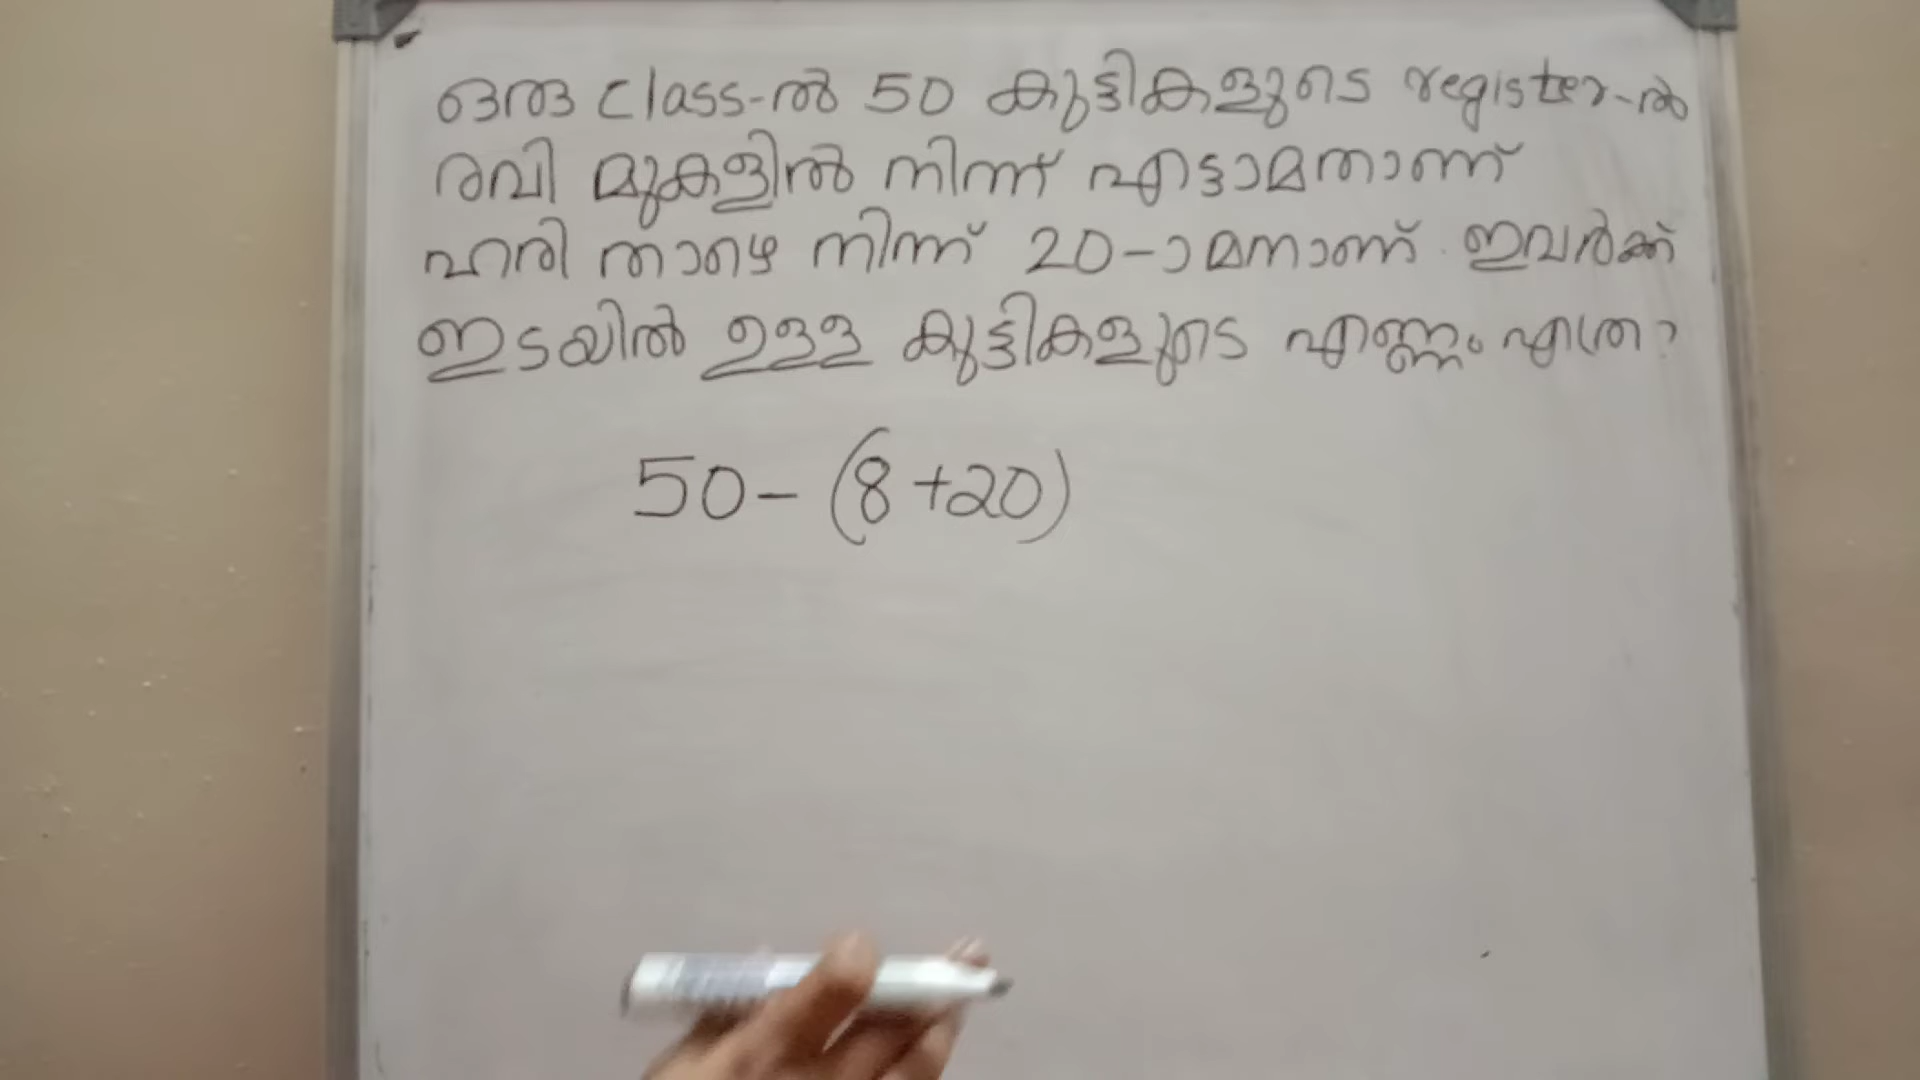 ഒരു class-ൽ 50 കുട്ടികളുടെ register-ൽ
രവി മുകളിൽ നിന്ന് എട്ടാമതാണ്
ഹരി താഴെ നിന്ന് 20-ാമനാണ്. ഇവർക്ക്
ഇടയിൽ ഉള്ള കുട്ടികളുടെ എണ്ണം എത്ര?
50-(8+20)